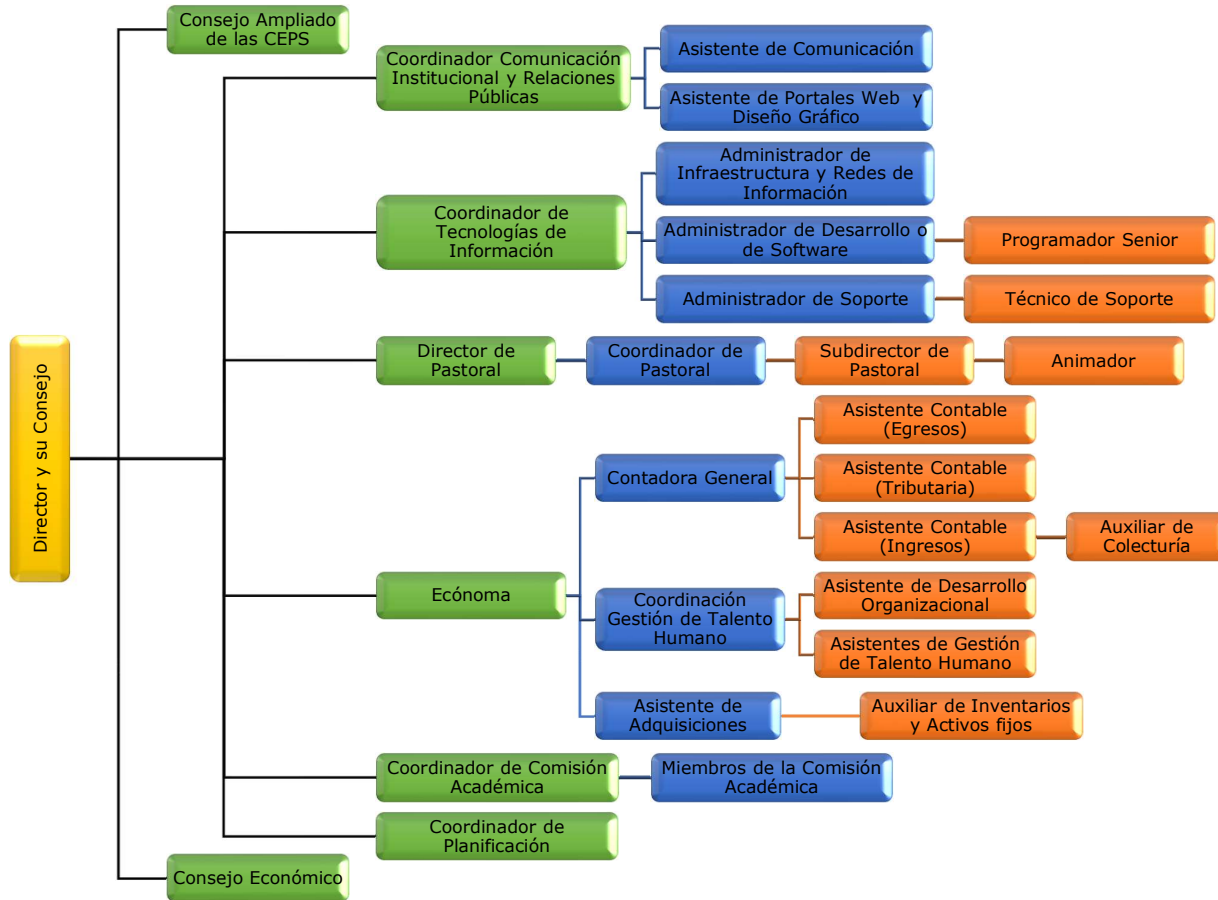 Consejo Ampliado
de las CEPS
Coordinador Comunicación
Institucional y Relaciones
Públicas
Asistente de Comunicación
Asistente de Portales Web y
Diseño Gráfico
Coordinador de
Tecnologías de
Información
Administrador de
Infraestructura y Redes de
Información
Administrador de Desarrollo o
de Software
Programador Senior
Administrador de Soporte
Técnico de Soporte
Director y su Consejo
Director de
Pastoral
Coordinador de
Pastoral
Subdirector de
Pastoral
Animador
Ecónoma
Contadora General
Asistente Contable
(Egresos)
Asistente Contable
(Tributaria)
Asistente Contable
(Ingresos)
Auxiliar de
Colecturía
Coordinación
Gestión de Talento
Humano
Asistente de Desarrollo
Organizacional
Asistentes de Gestión
de Talento Humano
Asistente de
Adquisiciones
Auxiliar de Inventarios
y Activos fijos
Coordinador de Comisión
Académica
Miembros de la Comisión
Académica
Coordinador de
Planificación
Consejo Económico